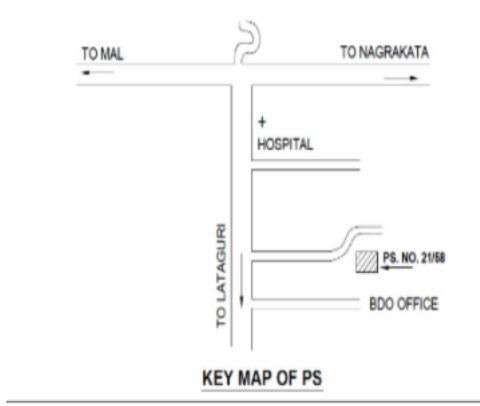 TO MAL
TO NAGRAKATA
+
HOSPITAL
TO LATAGURI
PS. NO. 21/58
BDO OFFICE
KEY MAP OF PS